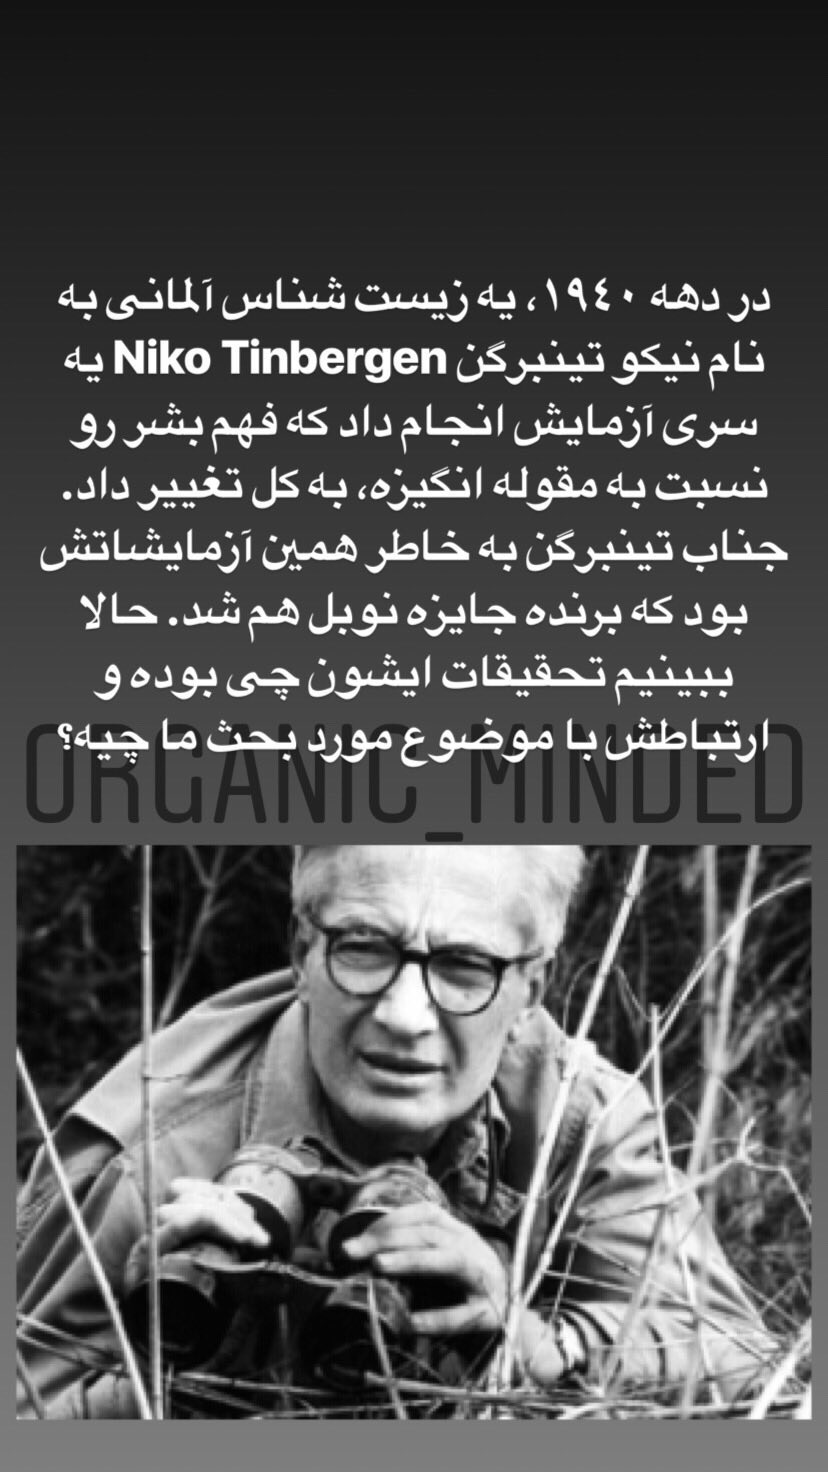 در دهه ۱۹٤۰، یه زیست شناس آلمانی به
نام نیکو تینبرگن Niko Tinbergen یه
سری آزمایش انجام داد که فهم بشر رو
نسبت به مقوله انگیزه، به کل تغییر داد.
جناب تینبرگن به خاطر همین آزمایشاتش
بود که برنده جایزه نوبل هم شد. حالا
ببینیم تحقیقات ایشون چی بوده و
ارتباطش با موضوع مورد بحث ما چیه؟
ORGANIC_MINDED